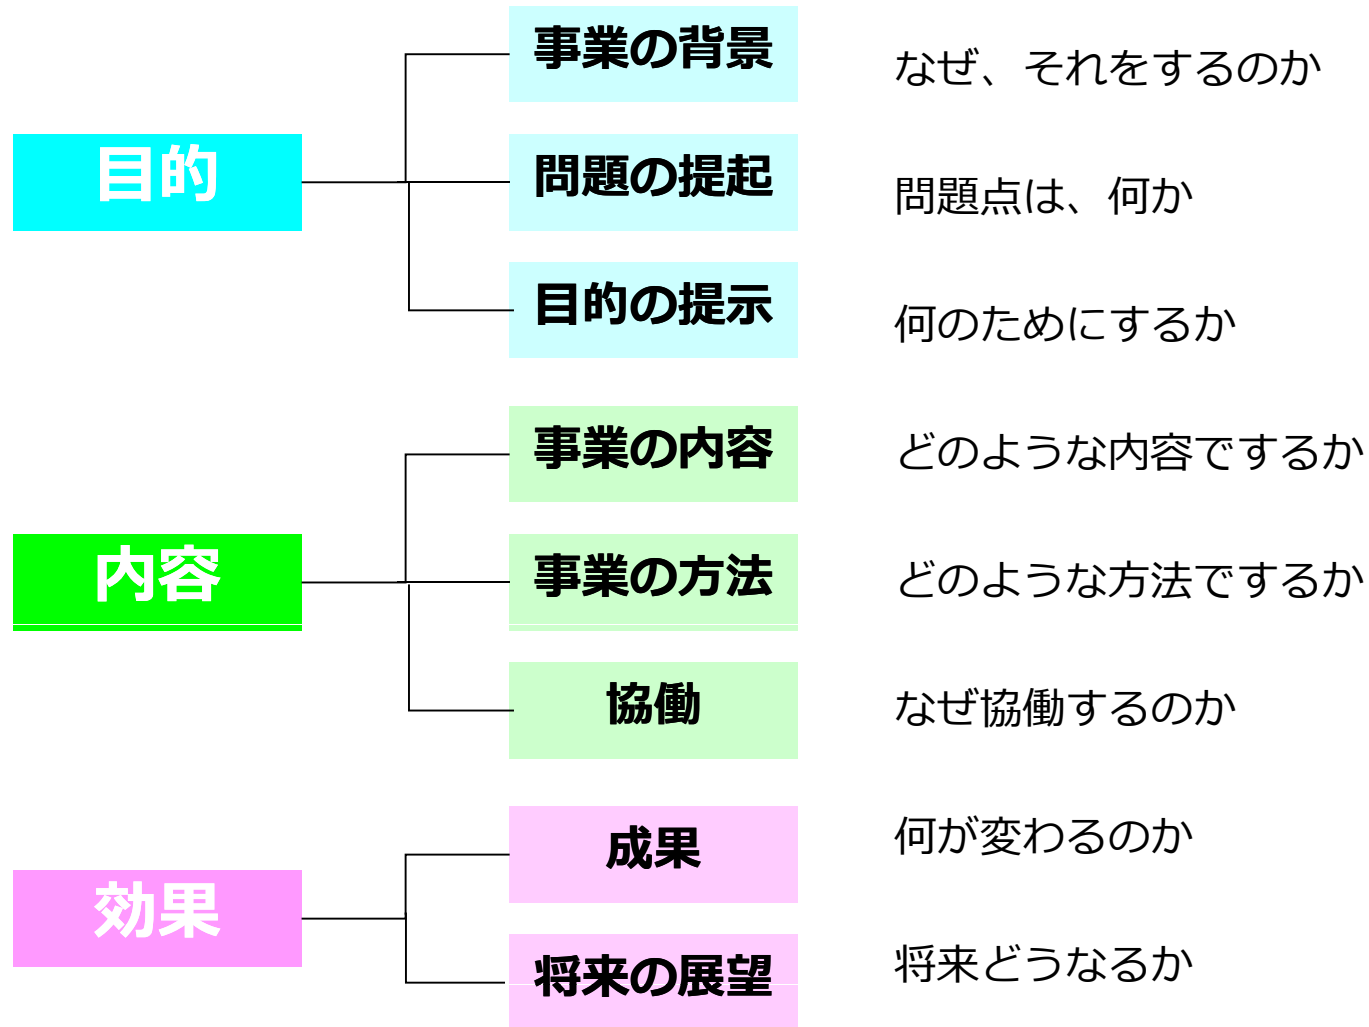 事業の背景
なぜ、それをするのか
目的
問題の提起
問題点は、何か
目的の提示
何のためにするか
事業の内容
どのような内容でするか
内容
事業の方法
どのような方法でするか
協働
なぜ協働するのか
成果
何が変わるのか
効果
将来の展望
将来どうなるか